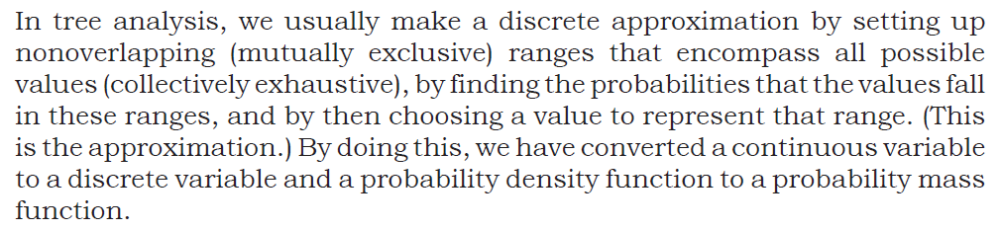 In tree analysis, we usually make a discrete approximation by setting up
nonoverlapping (mutually exclusive) ranges that encompass all possible
values (collectively exhaustive), by finding the probabilities that the values fall
in these ranges, and by then choosing a value to represent that range. (This
is the approximation.) By doing this, we have converted a continuous variable
to a discrete variable and a probability density function to a probability mass
function.